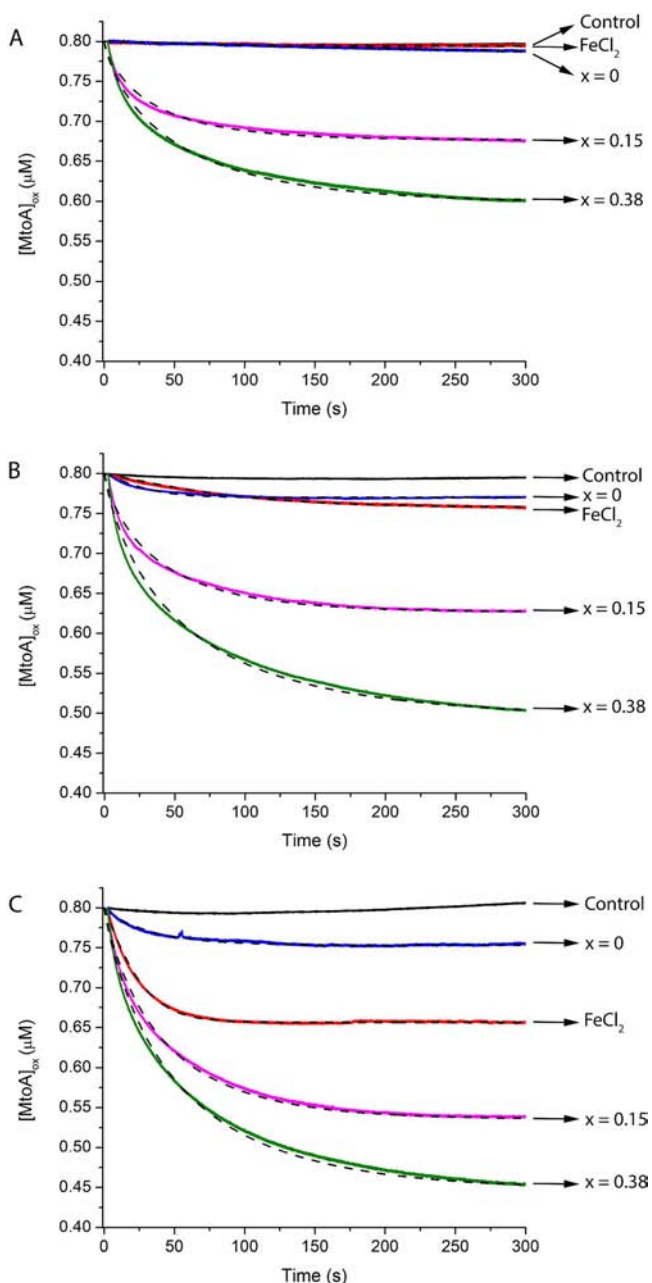 A
0.80
0.75
0.70
0.65
0.60
0.55
0.50
0.45
0.40
[MtoA]ox (μM)
0 50 100 150 200 250 300
Time (s)
Control
FeCl2
x = 0
x = 0.15
x = 0.38
B
0.80
0.75
0.70
0.65
0.60
0.55
0.50
0.45
0.40
[MtoA]ox (μM)
0 50 100 150 200 250 300
Time (s)
Control
x = 0
FeCl2
x = 0.15
x = 0.38
C
0.80
0.75
0.70
0.65
0.60
0.55
0.50
0.45
0.40
[MtoA]ox (μM)
0 50 100 150 200 250 300
Time (s)
Control
x = 0
FeCl2
x = 0.15
x = 0.38